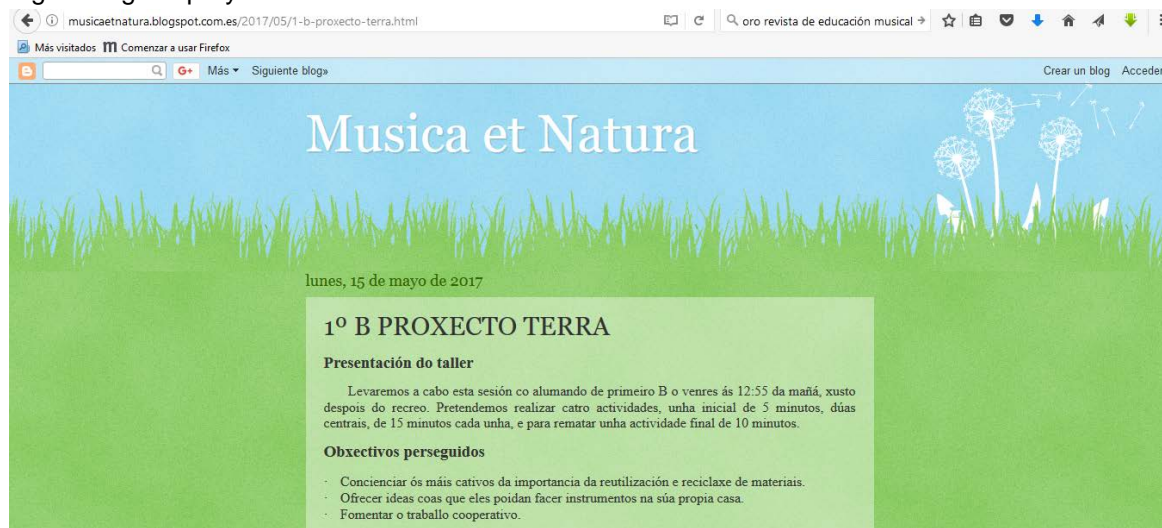 musicaetnatura.blogspot.com.es/2017/05/1-b-proxecto-terra.html
oro revista de educación musical
Más visitados Comenzar a usar Firefox
G+ Más Siguiente blog»
Crear un blog Acceder
Musica et Natura
lunes, 15 de mayo de 2017
1º B PROXECTO TERRA
Presentación do taller
Levaremos a cabo esta sesión co alumando de primeiro B o venres ás 12:55 da mañá, xusto
despois do recreo. Pretendemos realizar catro actividades, unha inicial de 5 minutos, dúas
centrais, de 15 minutos cada unha, e para rematar unha actividade final de 10 minutos.
Obxectivos perseguidos
· Concienciar ós máis cativos da importancia da reutilización e reciclaxe de materiais.
· Ofrecer ideas coas que eles poidan facer instrumentos na súa propia casa.
· Fomentar o traballo cooperativo.